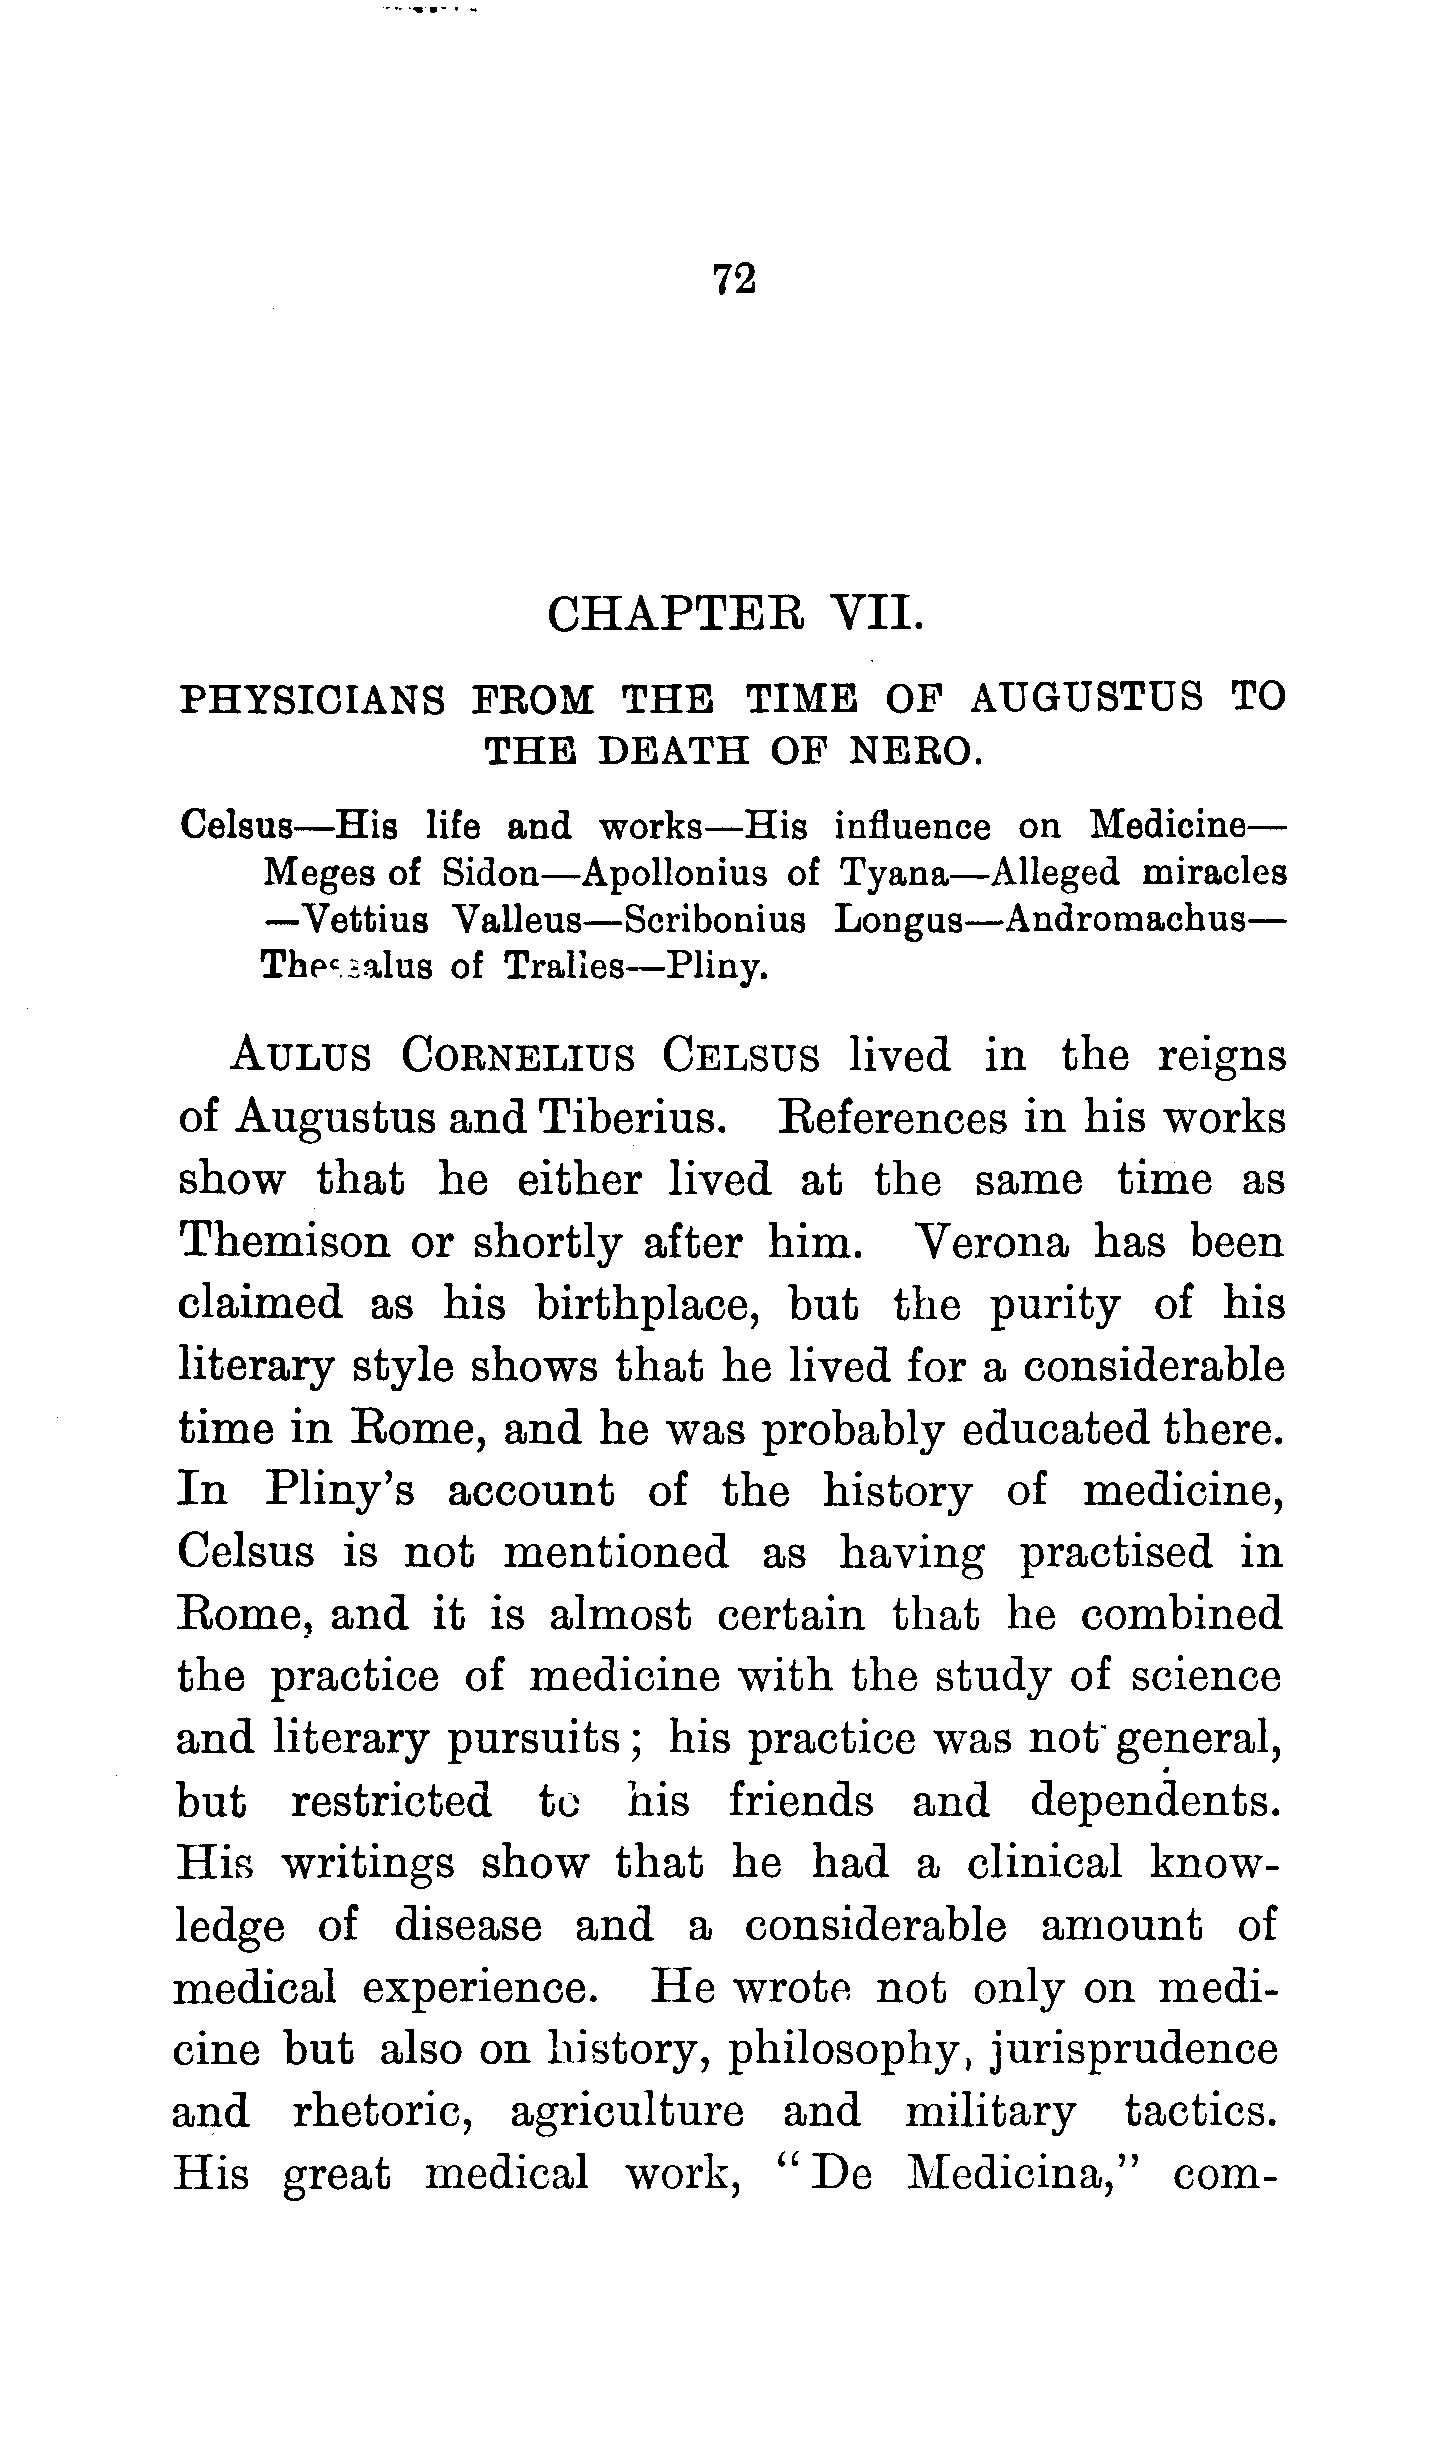 72
CHAPTER VII.
PHYSICIANS FROM THE TIME OF AUGUSTUS TO
THE DEATH OF NERO.
Celsus—His life and works—His influence on Medicine—
Meges of Sidon—Apollonius of Tyana—Alleged miracles
—Vettius Valleus—Scribonius Longus—Andromachus—
Thessalus of Tralles—Pliny.
AULUS CORNELIUS CELSUS lived in the reigns
of Augustus and Tiberius. References in his works
show that he either lived at the same time as
Themison or shortly after him. Verona has been
claimed as his birthplace, but the purity of his
literary style shows that he lived for a considerable
time in Rome, and he was probably educated there.
In Pliny's account of the history of medicine,
Celsus is not mentioned as having practised in
Rome, and it is almost certain that he combined
the practice of medicine with the study of science
and literary pursuits; his practice was not general,
but restricted to his friends and dependents.
His writings show that he had a clinical know-
ledge of disease and a considerable amount of
medical experience. He wrote not only on medi-
cine but also on history, philosophy, jurisprudence
and rhetoric, agriculture and military tactics.
His great medical work, "De Medicina," com-